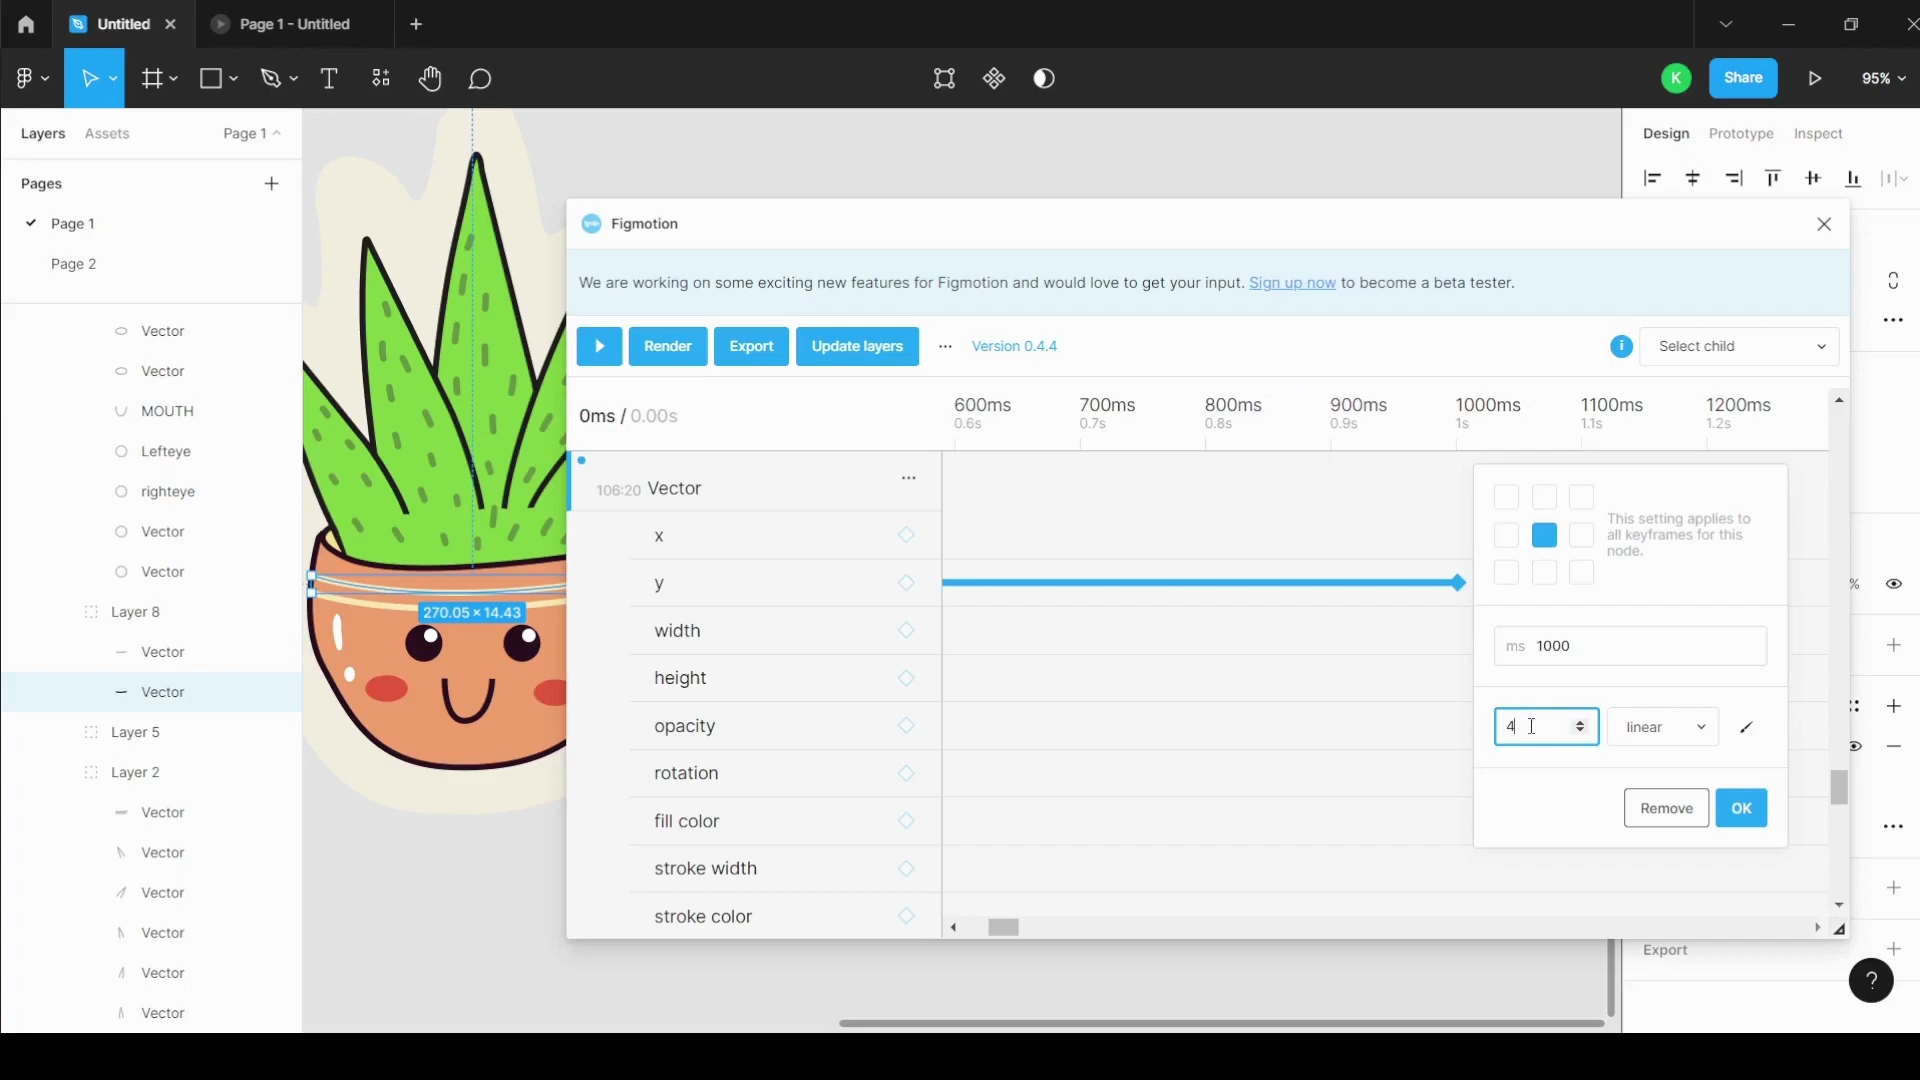 Untitled
Page 1 - Untitled
K
Share
95%
Layers
Assets
Page 1
Design
Prototype
Inspect
Pages
Page 1
Page 2
Figmotion
We are working on some exciting new features for Figmotion and would love to get your input. Sign up now to become a beta tester.
Render
Export
Update layers
Version 0.4.4
Select child
0ms / 0.00s
600ms
0.6s
700ms
0.7s
800ms
0.8s
900ms
0.9s
1000ms
1s
1100ms
1.1s
1200ms
1.2s
106:20 Vector
x
y
width
height
opacity
rotation
fill color
stroke width
stroke color
This setting applies to
all keyframes for this
node.
ms 1000
4
linear
Remove
OK
%
Export
?
270.05 × 14.43
Vector
Vector
MOUTH
Lefteye
righteye
Vector
Vector
Layer 8
Vector
Vector
Layer 5
Layer 2
Vector
Vector
Vector
Vector
Vector
Vector